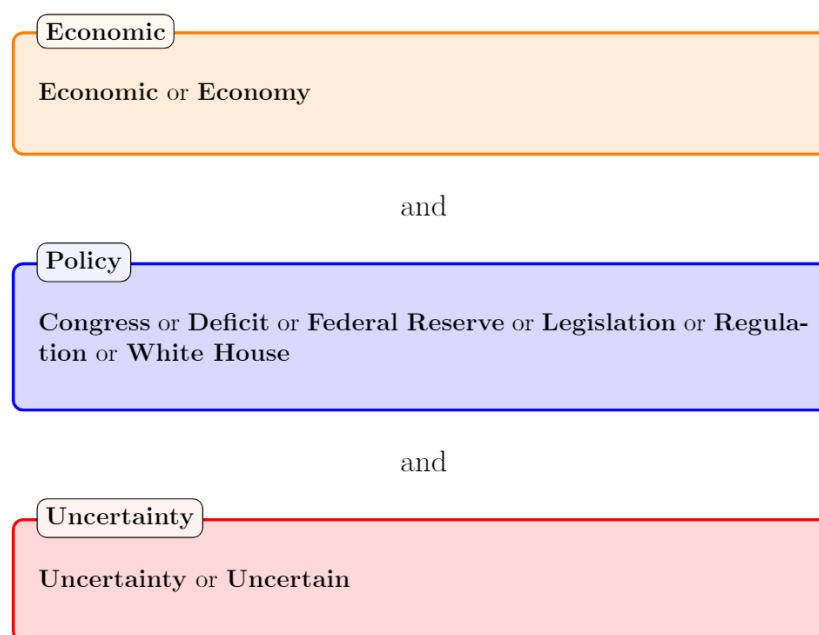 Economic
Economic or Economy
and
Policy
Congress or Deficit or Federal Reserve or Legislation or Regula-
tion or White House
and
Uncertainty
Uncertainty or Uncertain